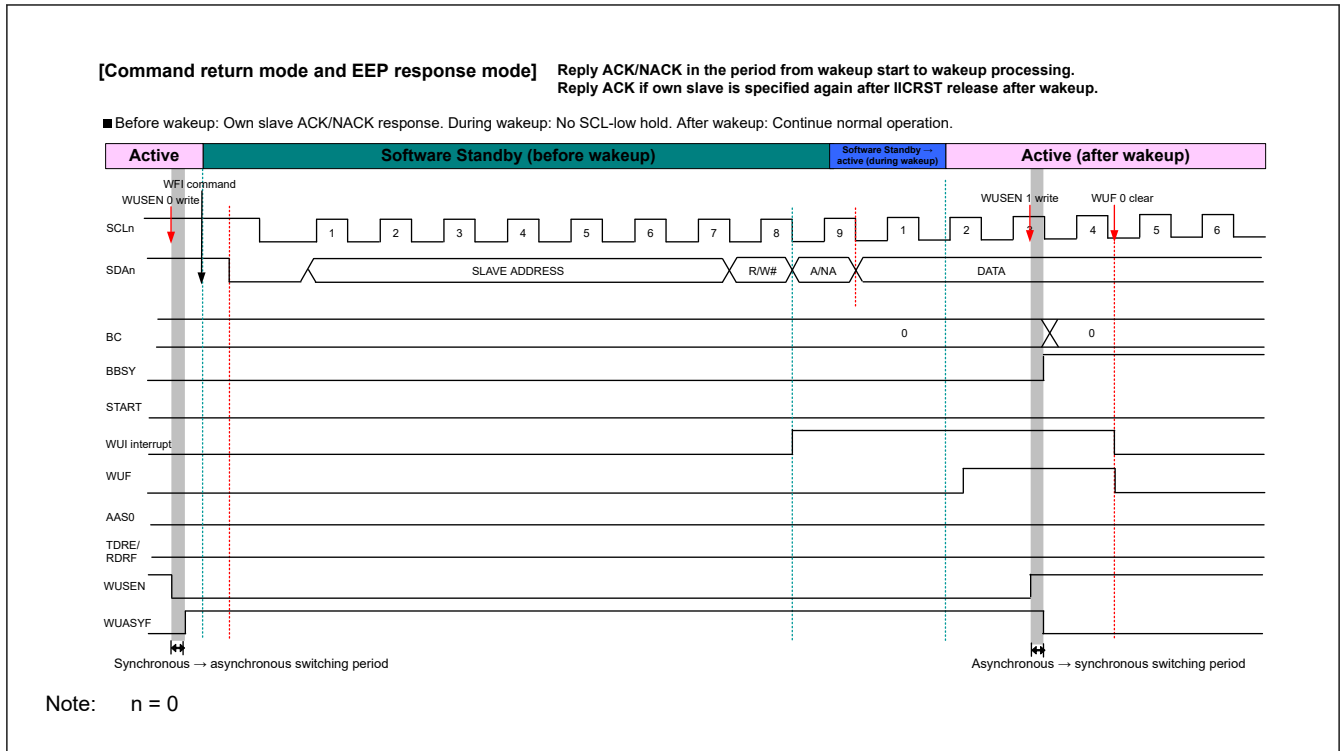 [Command return mode and EEP response mode] Reply ACK/NACK in the period from wakeup start to wakeup processing.
Reply ACK if own slave is specified again after IICRST release after wakeup.
■ Before wakeup: Own slave ACK/NACK response. During wakeup: No SCL-low hold. After wakeup: Continue normal operation.
Active
Software Standby (before wakeup)
Software Standby →
active (during wakeup)
Active (after wakeup)
WFI command
WUSEN 0 write
WUSEN 1 write
WUF 0 clear
SCLn
1 2 3 4 5 6 7 8 9 1 2 3 4 5 6
SDAn
SLAVE ADDRESS
R/W#
A/NA
DATA
BC
0
0
BBSY
START
WUI interrupt
WUF
AAS0
TDRE/
RDRF
WUSEN
WUASYF
Synchronous → asynchronous switching period
Asynchronous → synchronous switching period
Note: n = 0